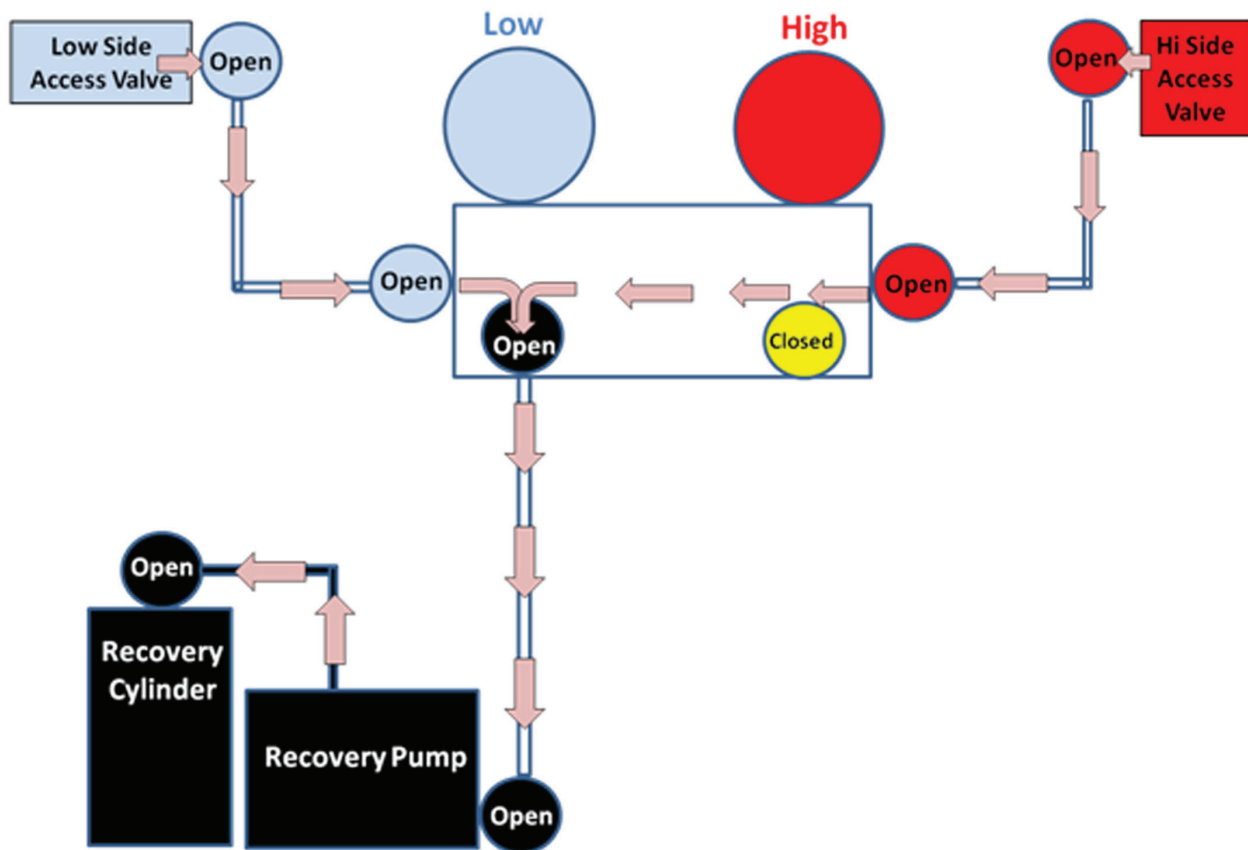 Low
High
Low Side
Access Valve
Open
Open
Hi Side
Access
Valve
Open
Open
Open
Closed
Open
Recovery
Cylinder
Recovery Pump
Open